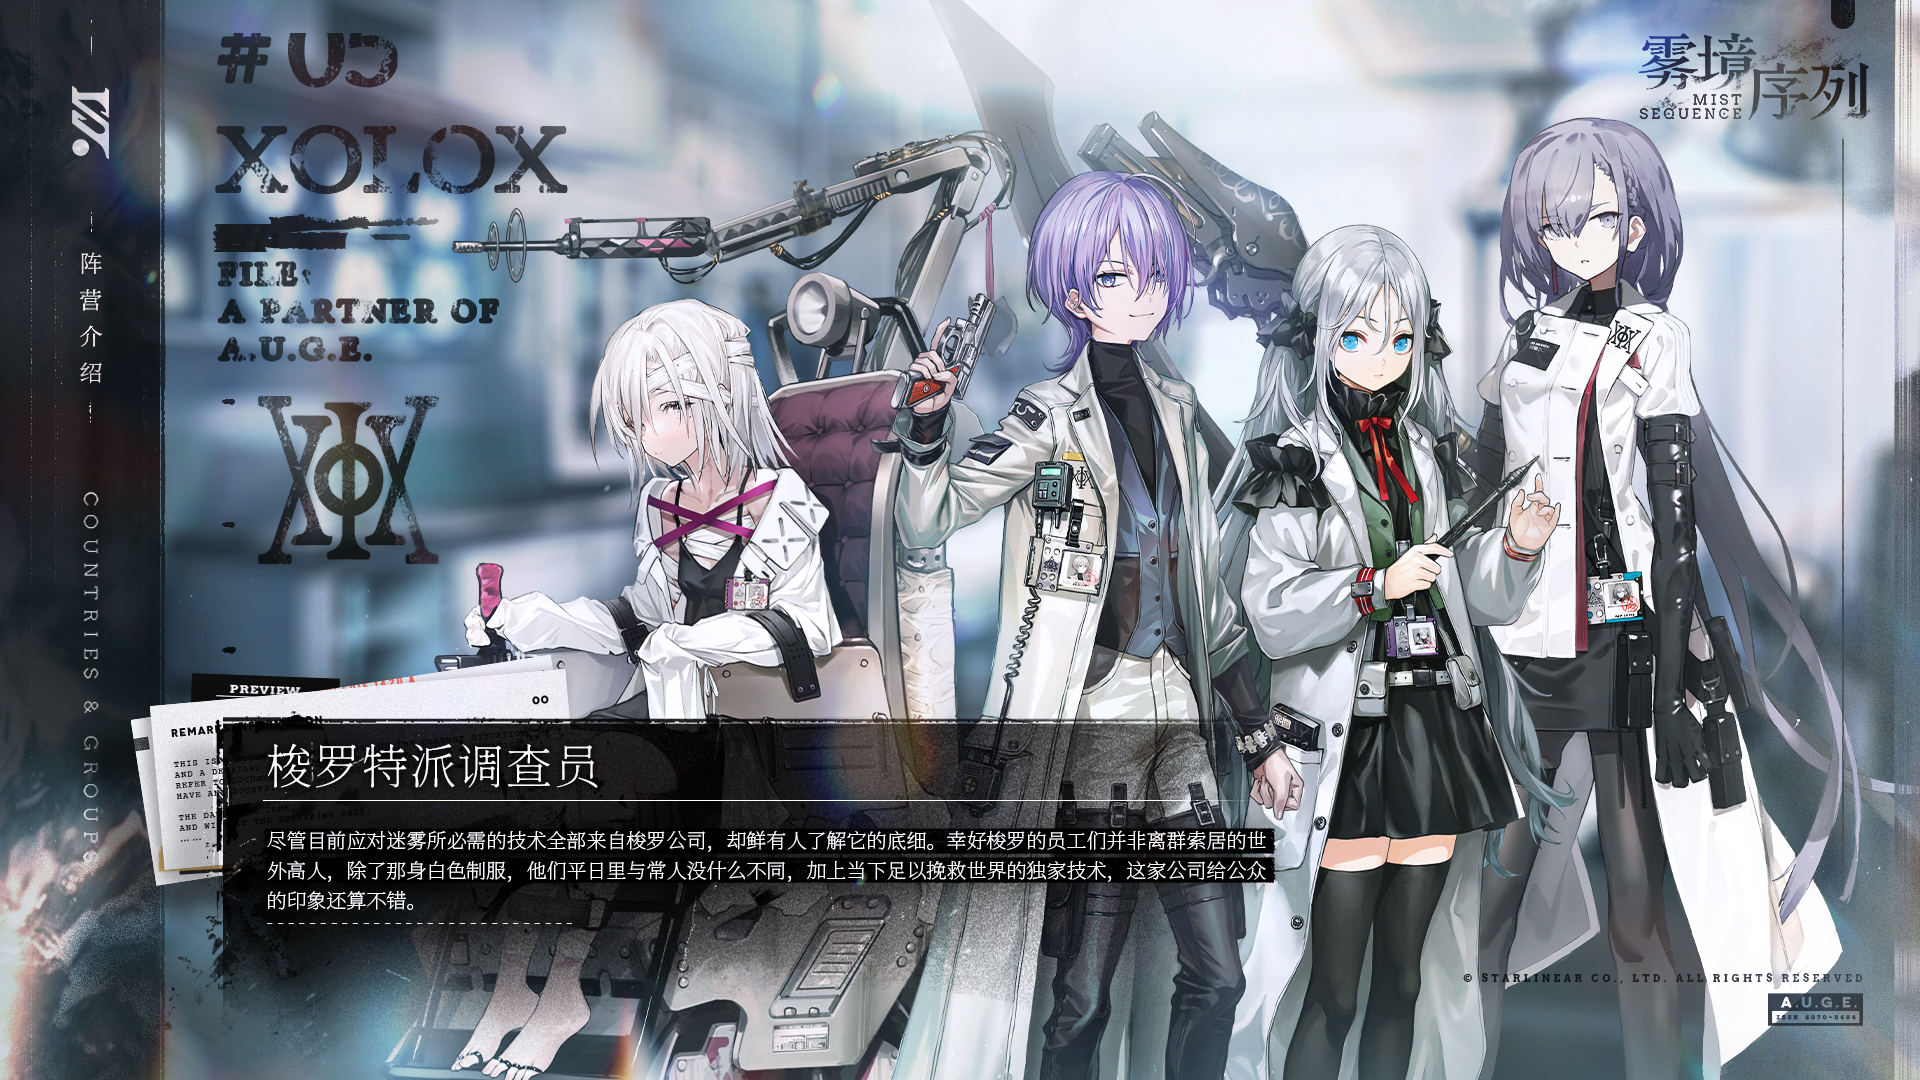 #05
XOLOX
FILE:
A PARTNER OF
A.U.G.E.
雾境序列
MIST
SEQUENCE
阵营介绍
COUNTRIES & GROUPS
PREVIEW
00
梭罗特派调查员
尽管目前应对迷雾所必需的技术全部来自梭罗公司，却鲜有人了解它的底细。幸好梭罗的员工们并非离群索居的世
外高人，除了那身白色制服，他们平日里与常人没什么不同，加上当下足以挽救世界的独家技术，这家公司给公众
的印象还算不错。
© STARLINEAR CO., LTD. ALL RIGHTS RESERVED
A.U.G.E.
ISSN 6070-8484